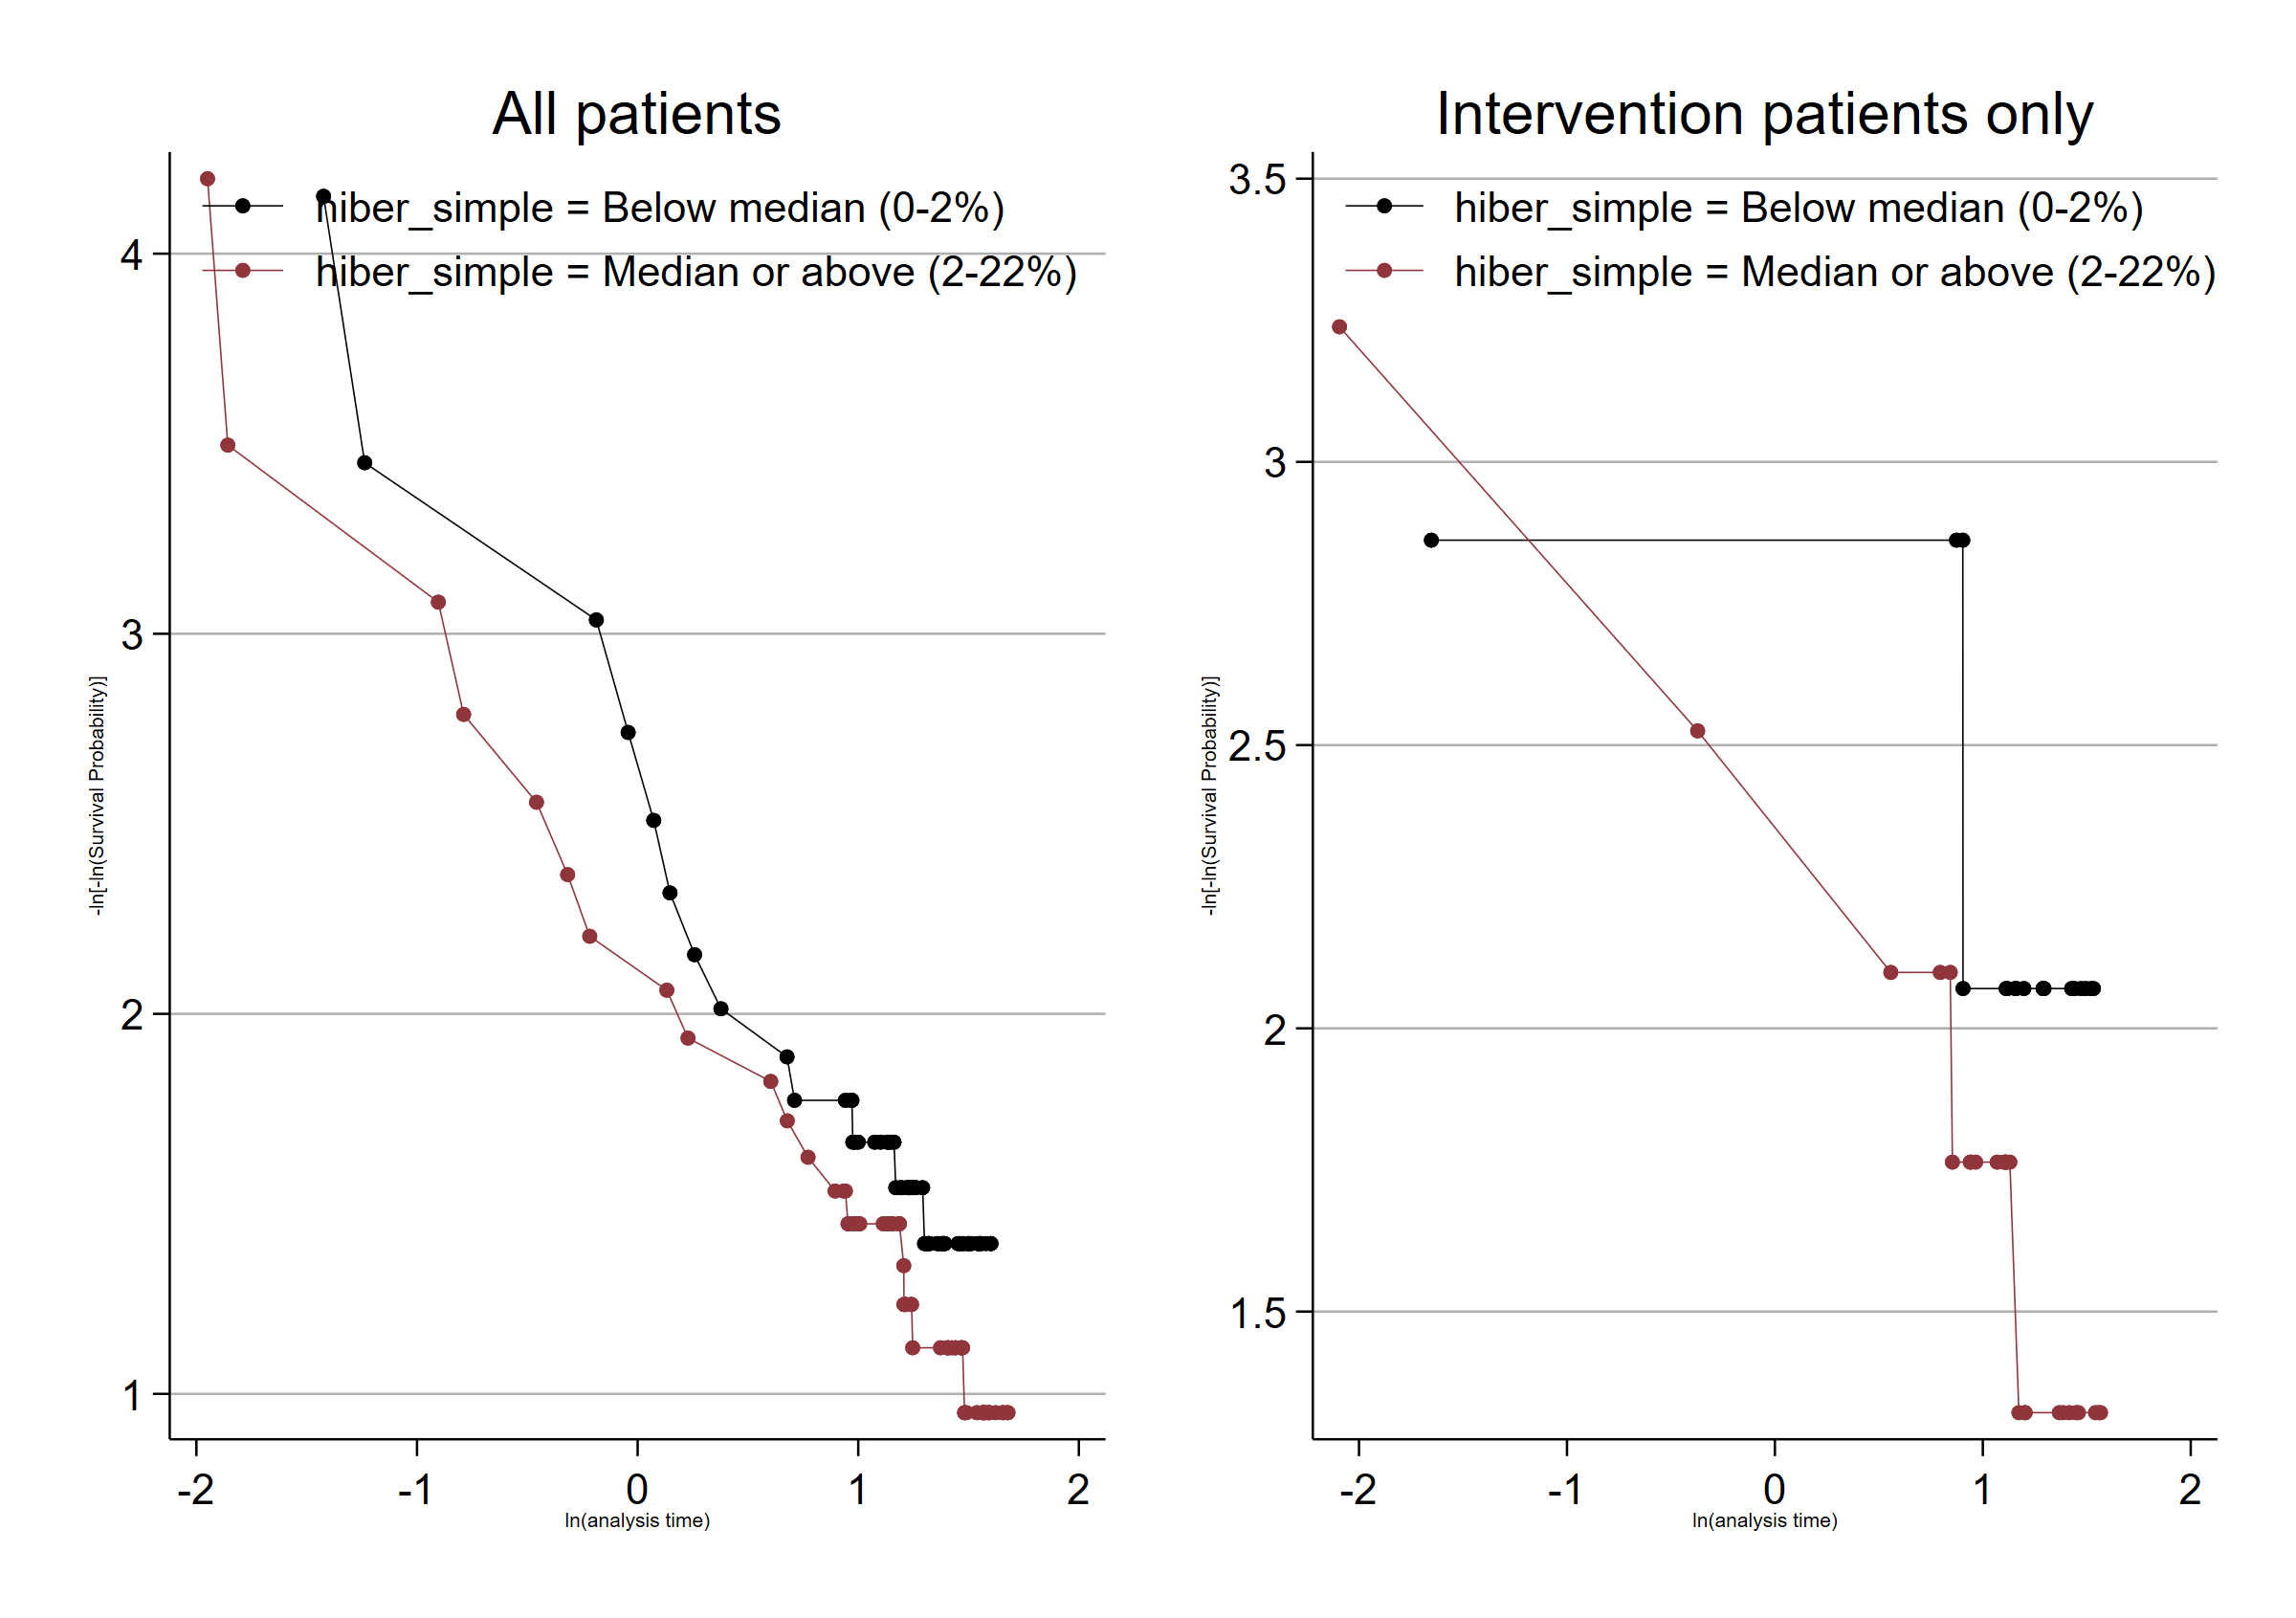 All patients
hiber_simple = Below median (0-2%)
hiber_simple = Median or above (2-22%)
4
3
2
1
-ln[-ln(Survival Probability)]
-2 -1 0 1 2
ln(analysis time)
Intervention patients only
hiber_simple = Below median (0-2%)
hiber_simple = Median or above (2-22%)
3.5
3
2.5
2
1.5
-ln[-ln(Survival Probability)]
-2 -1 0 1 2
ln(analysis time)